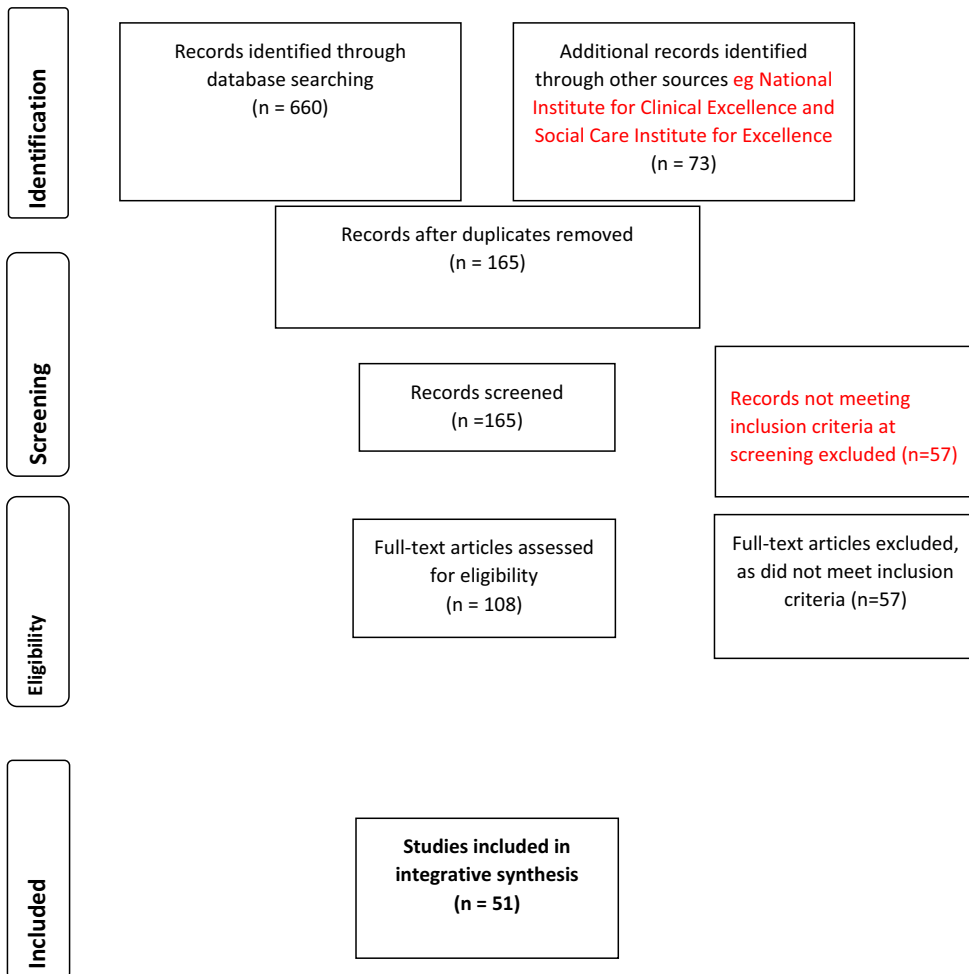 Identification
Records identified through
database searching
(n = 660)
Additional records identified
through other sources eg National
Institute for Clinical Excellence and
Social Care Institute for Excellence
(n = 73)
Records after duplicates removed
(n = 165)
Screening
Records screened
(n =165)
Records not meeting
inclusion criteria at
screening excluded (n=57)
Eligibility
Full-text articles assessed
for eligibility
(n = 108)
Full-text articles excluded,
as did not meet inclusion
criteria (n=57)
Included
Studies included in
integrative synthesis
(n = 51)